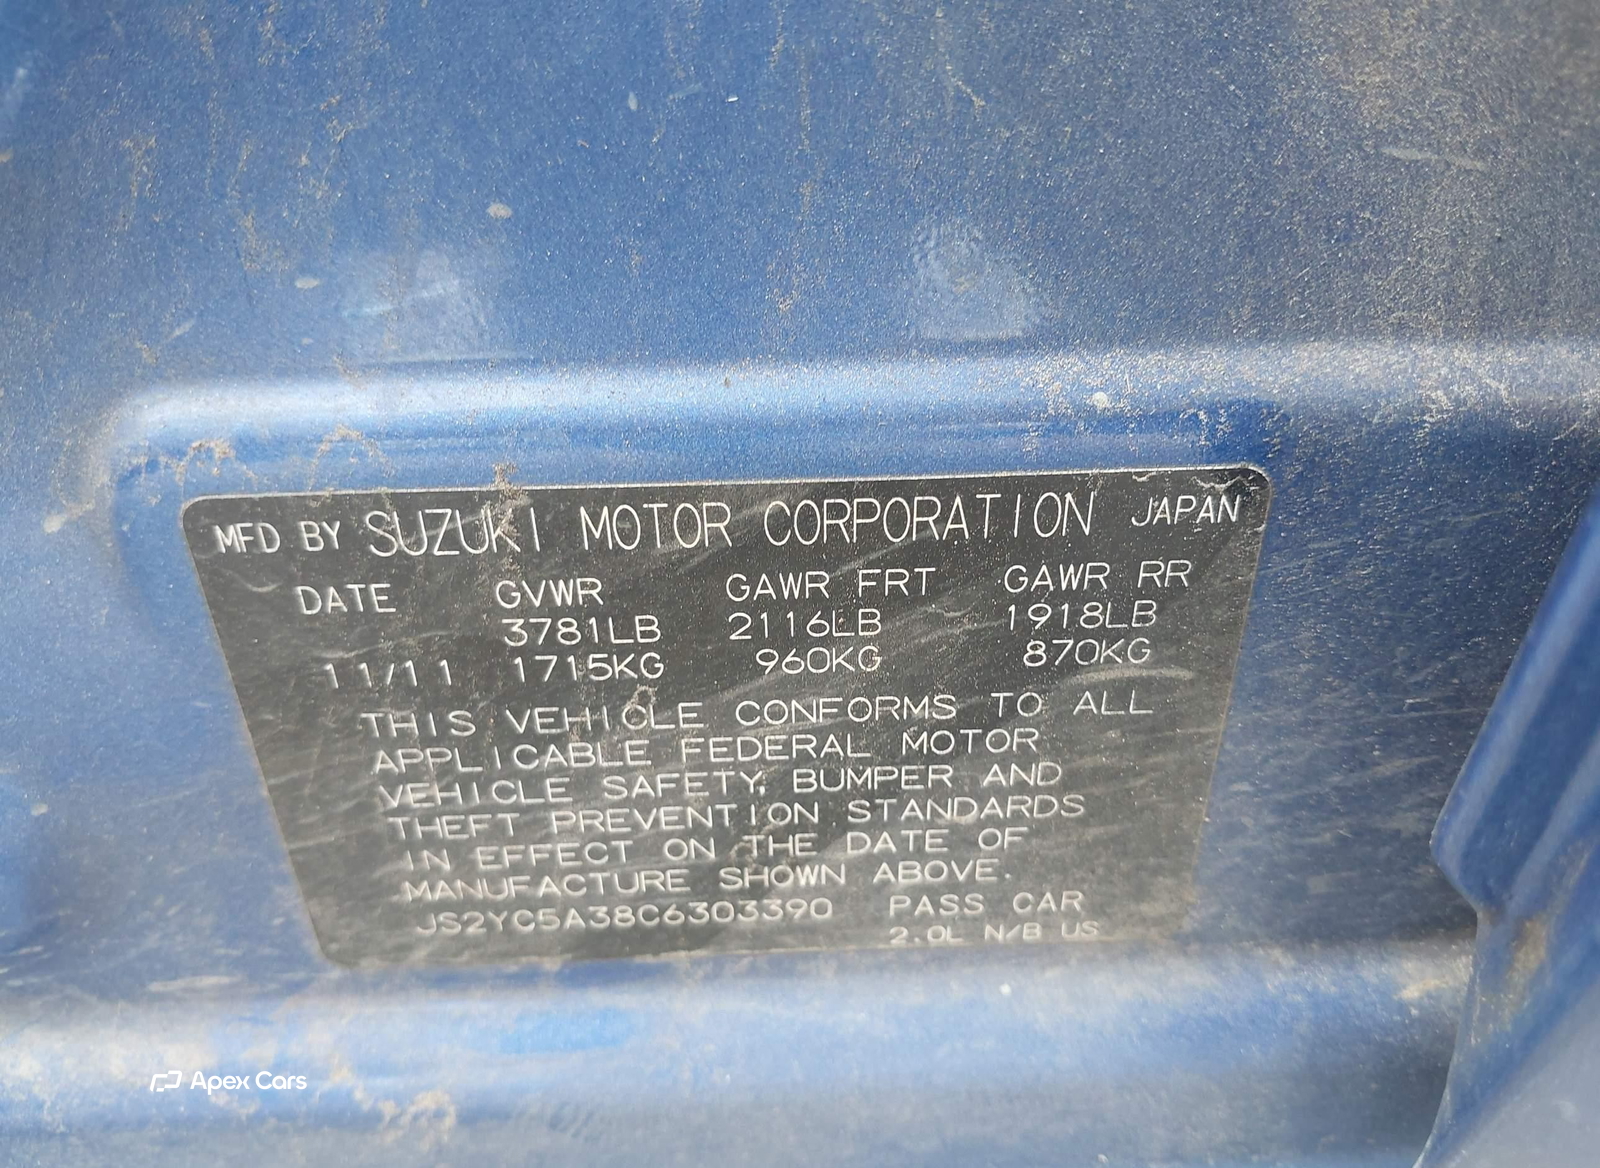 MFD BY SUZUKI MOTOR CORPORATION JAPAN
DATE GVWR GAWR FRT GAWR RR
3781LB 2116LB 1918LB
11/11 1715KG 960KG 870KG
THIS VEHICLE CONFORMS TO ALL
APPLICABLE FEDERAL MOTOR
VEHICLE SAFETY, BUMPER AND
THEFT PREVENTION STANDARDS
IN EFFECT ON THE DATE OF
MANUFACTURE SHOWN ABOVE.
JS2YC5A38C6303390 PASS CAR
2.0L N/B US
Apex Cars